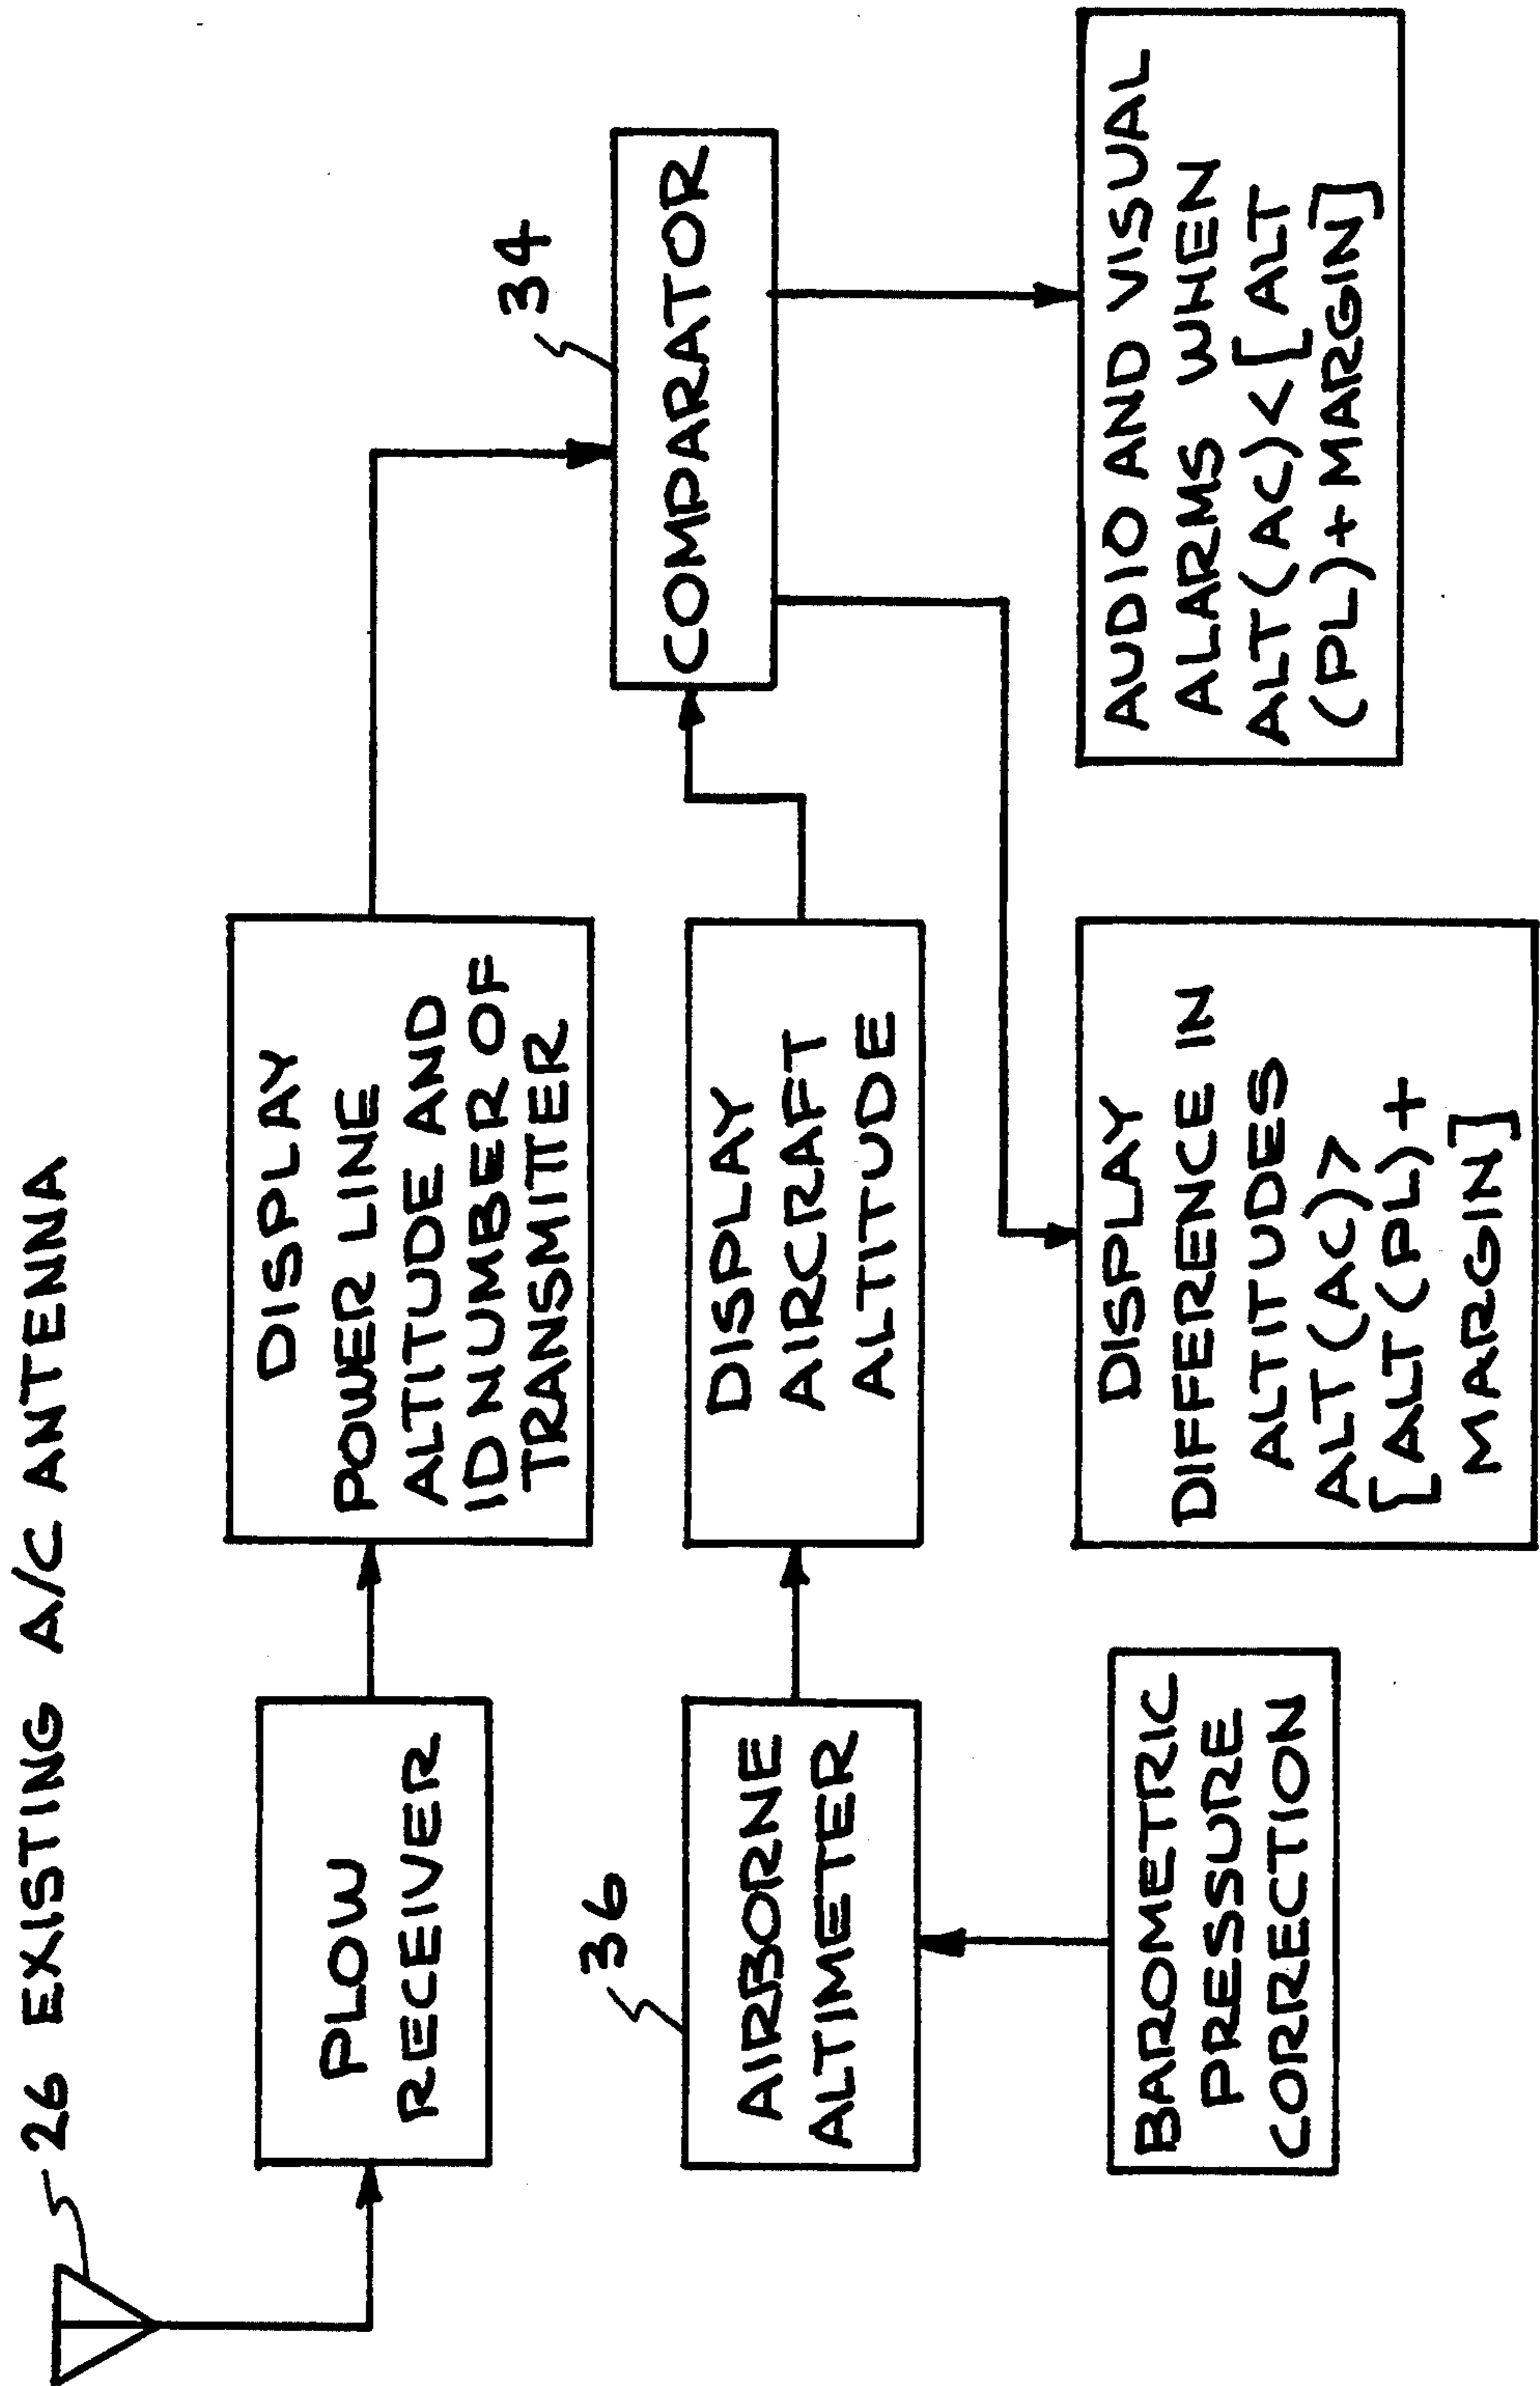 26 EXISTING A/C ANTENNA
PLOW
RECEIVER
DISPLAY
POWER LINE
ALTITUDE AND
ID NUMBER OF
TRANSMITTER
34
COMPARATOR
36
AIRBORNE
ALTIMETER
DISPLAY
AIRCRAFT
ALTITUDE
BAROMETRIC
PRESSURE
CORRECTION
DISPLAY
DIFFERENCE IN
ALTITUDES
ALT(AC)>
[ALT(PL)+
MARGIN]
AUDIO AND VISUAL
ALARMS WHEN
ALT(AC)<[ALT
(PL)+MARGIN]